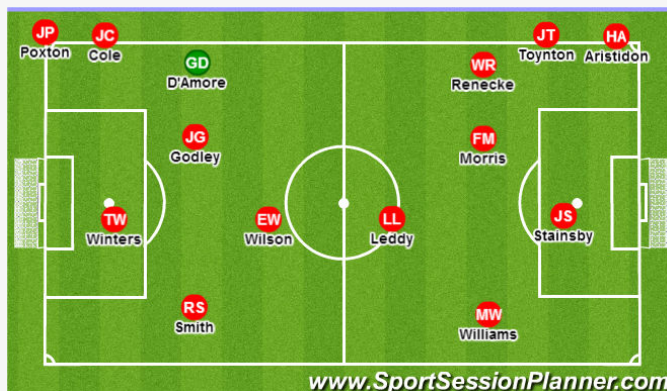 JP
Poxton
JC
Cole
GD
D'Amore
JG
Godley
TW
Winters
EW
Wilson
RS
Smith
LL
Leddy
WR
Renecke
JT
Toynton
HA
Aristidon
FM
Morris
JS
Stainsby
MW
Williams
www.SportSessionPlanner.com